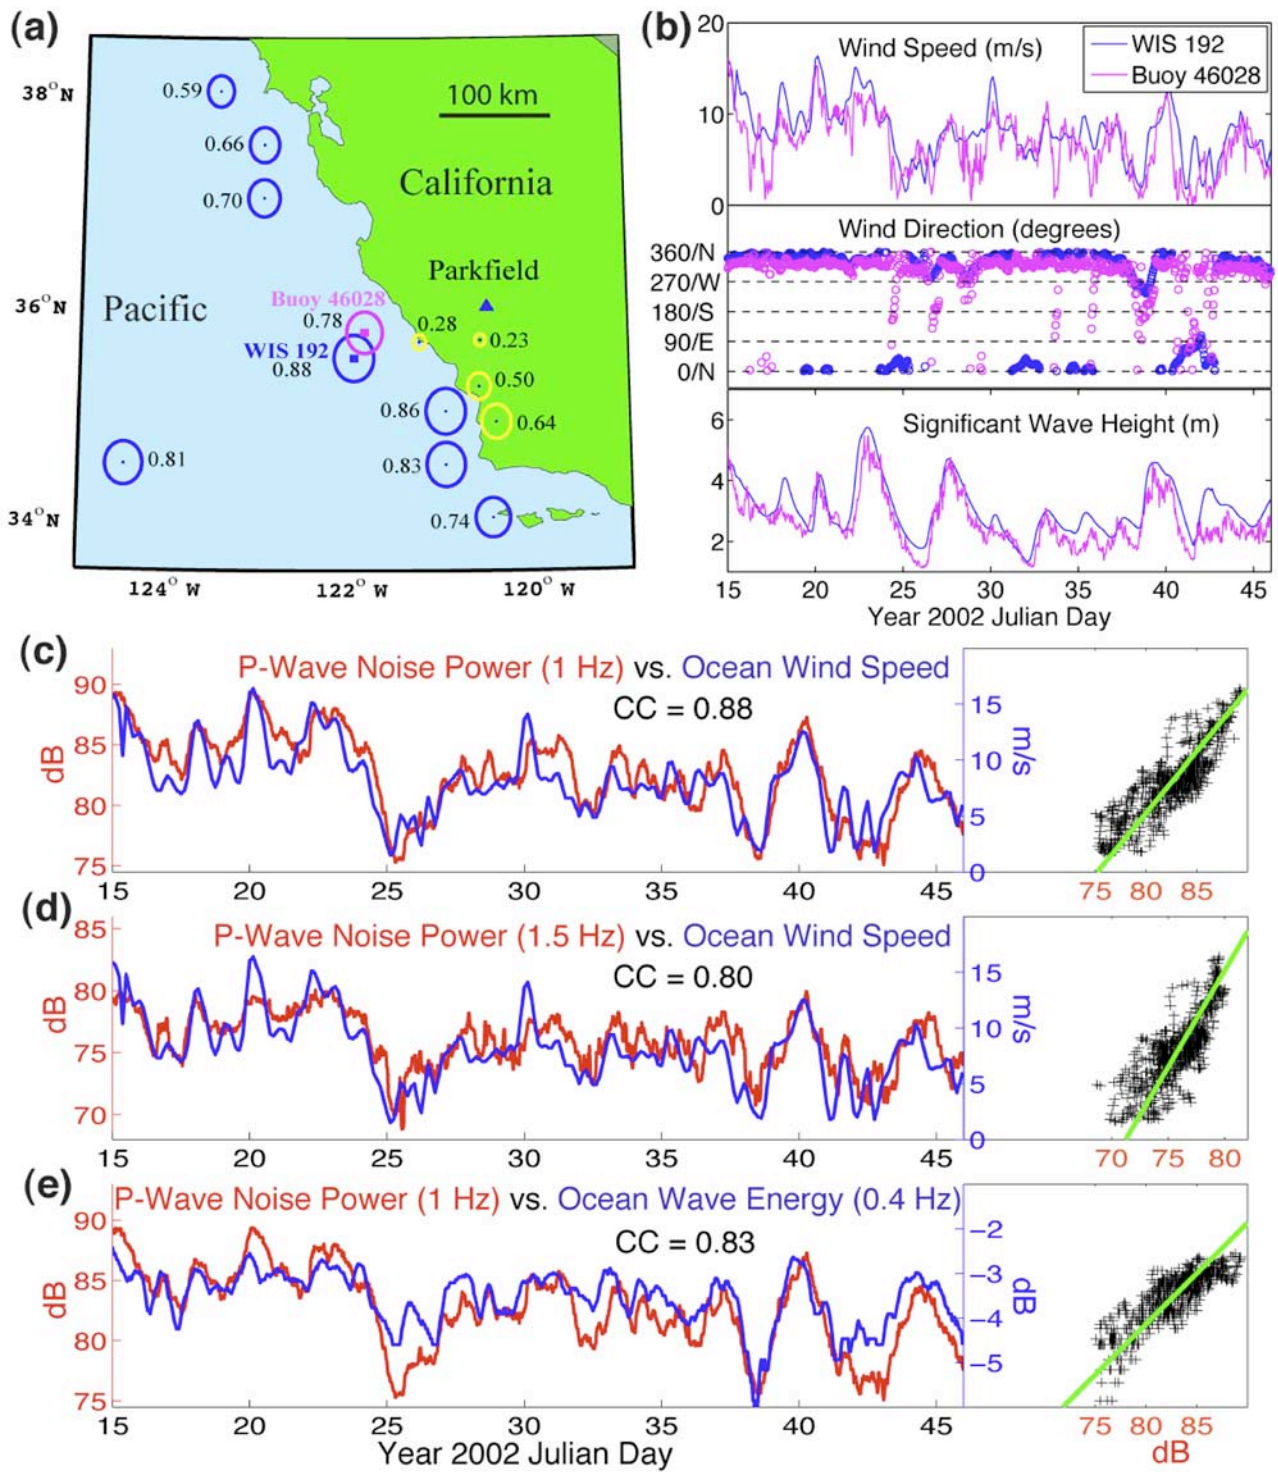 (a)
38°N
36°N
34°N
124° W
122° W
120° W
0.59
0.66
0.70
100 km
California
Parkfield
Pacific
Buoy 46028
0.78
0.28
0.23
WIS 192
0.88
0.50
0.86
0.64
0.81
0.83
0.74
(b)
20
10
0
Wind Speed (m/s)
WIS 192
Buoy 46028
Wind Direction (degrees)
360/N
270/W
180/S
90/E
0/N
Significant Wave Height (m)
6
4
2
15 20 25 30 35 40 45
Year 2002 Julian Day
(c)
P-Wave Noise Power (1 Hz) vs. Ocean Wind Speed
CC = 0.88
90
85
80
75
dB
15
10
5
0
m/s
15 20 25 30 35 40 45
75 80 85
(d)
P-Wave Noise Power (1.5 Hz) vs. Ocean Wind Speed
CC = 0.80
85
80
75
70
dB
15
10
5
0
m/s
15 20 25 30 35 40 45
70 75 80
(e)
P-Wave Noise Power (1 Hz) vs. Ocean Wave Energy (0.4 Hz)
CC = 0.83
90
85
80
75
dB
−2
−3
−4
−5
dB
15 20 25 30 35 40 45
75 80 85
Year 2002 Julian Day
dB